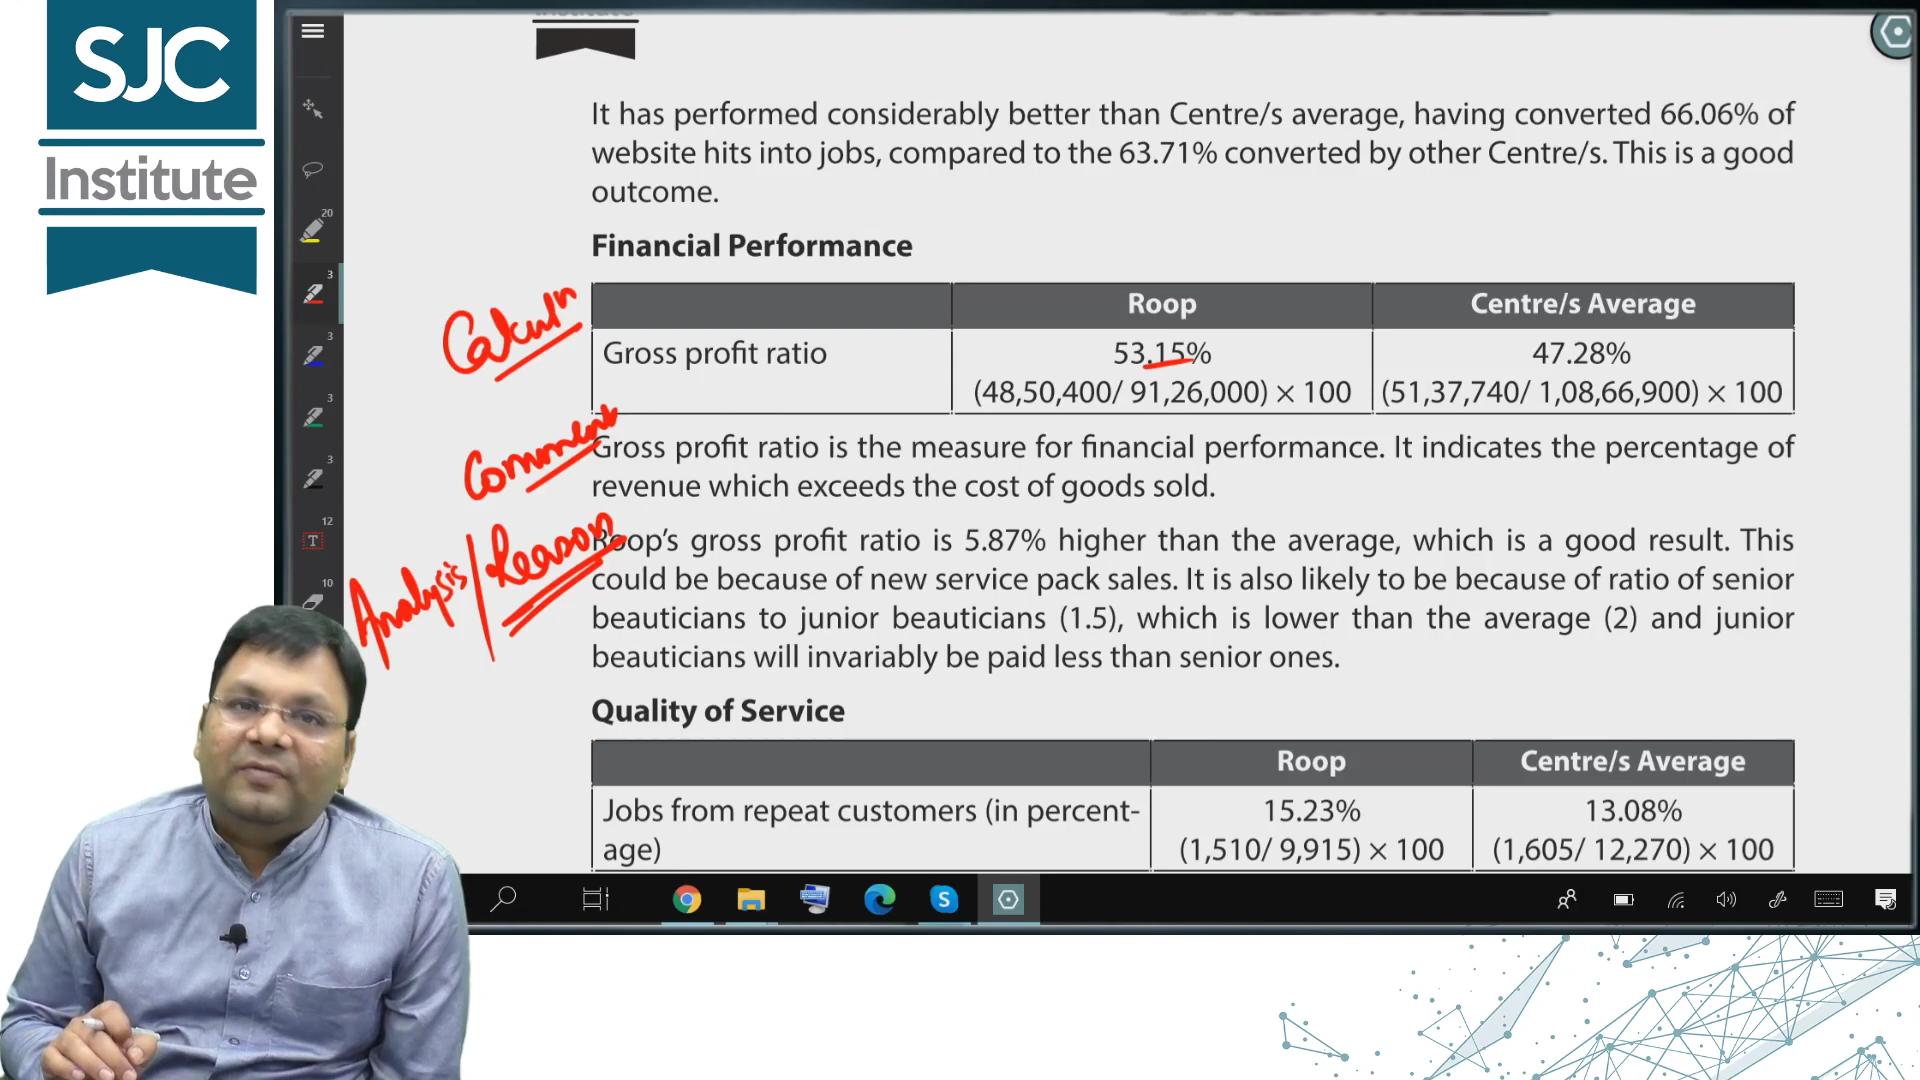 SJC
Institute
Institute
It has performed considerably better than Centre/s average, having converted 66.06% of
website hits into jobs, compared to the 63.71% converted by other Centre/s. This is a good
outcome.
Financial Performance
Roop Centre/s Average
Gross profit ratio 53.15% 47.28%
(48,50,400/ 91,26,000) × 100 (51,37,740/ 1,08,66,900) × 100
Calculn
Comment
Gross profit ratio is the measure for financial performance. It indicates the percentage of
revenue which exceeds the cost of goods sold.
Analysis/Reason
Roop's gross profit ratio is 5.87% higher than the average, which is a good result. This
could be because of new service pack sales. It is also likely to be because of ratio of senior
beauticians to junior beauticians (1.5), which is lower than the average (2) and junior
beauticians will invariably be paid less than senior ones.
Quality of Service
Roop Centre/s Average
Jobs from repeat customers (in percent- 15.23% 13.08%
age) (1,510/ 9,915) × 100 (1,605/ 12,270) × 100
20
3
3
3
3
12
T
10
S